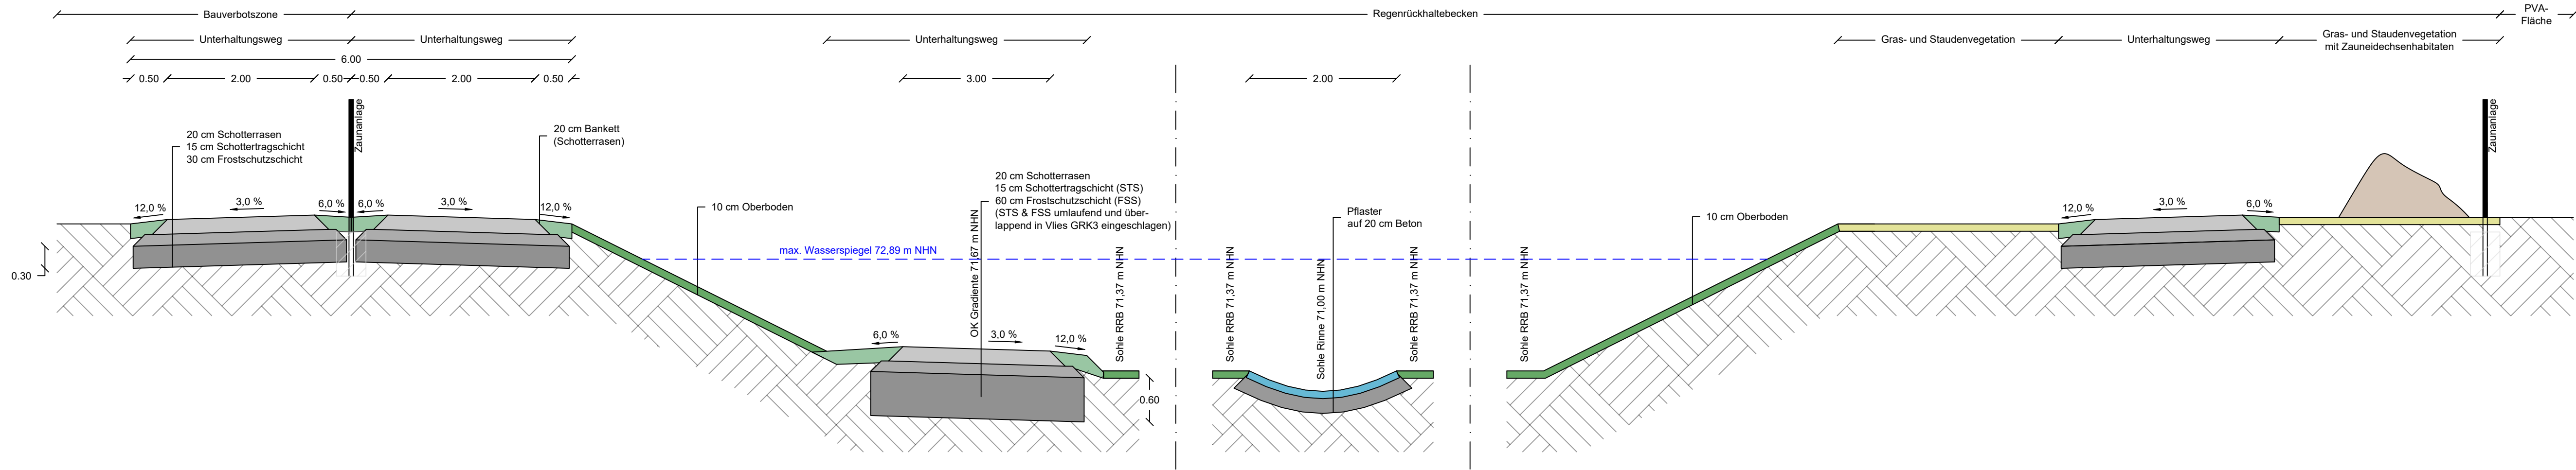 Bauverbotszone
Regenrückhaltebecken
PVA-
Fläche
Unterhaltungsweg
Unterhaltungsweg
Unterhaltungsweg
Gras- und Staudenvegetation
Unterhaltungsweg
Gras- und Staudenvegetation
mit Zauneidechsenhabitaten
6.00
0.50
2.00
0.50
0.50
2.00
0.50
3.00
2.00
Zaunanlage
Zaunanlage
20 cm Schotterrasen
15 cm Schottertragschicht
30 cm Frostschutzschicht
20 cm Bankett
(Schotterrasen)
20 cm Schotterrasen
15 cm Schottertragschicht (STS)
60 cm Frostschutzschicht (FSS)
(STS & FSS umlaufend und über-
lappend in Vlies GRK3 eingeschlagen)
10 cm Oberboden
Pflaster
auf 20 cm Beton
10 cm Oberboden
12,0 %
3,0 %
6,0 %
6,0 %
3,0 %
12,0 %
12,0 %
3,0 %
6,0 %
max. Wasserspiegel 72,89 m NHN
0.30
OK Gradiente 71,67 m NHN
Sohle RRB 71,37 m NHN
Sohle RRB 71,37 m NHN
Sohle Rinne 71,00 m NHN
Sohle RRB 71,37 m NHN
Sohle RRB 71,37 m NHN
6,0 %
3,0 %
12,0 %
0.60